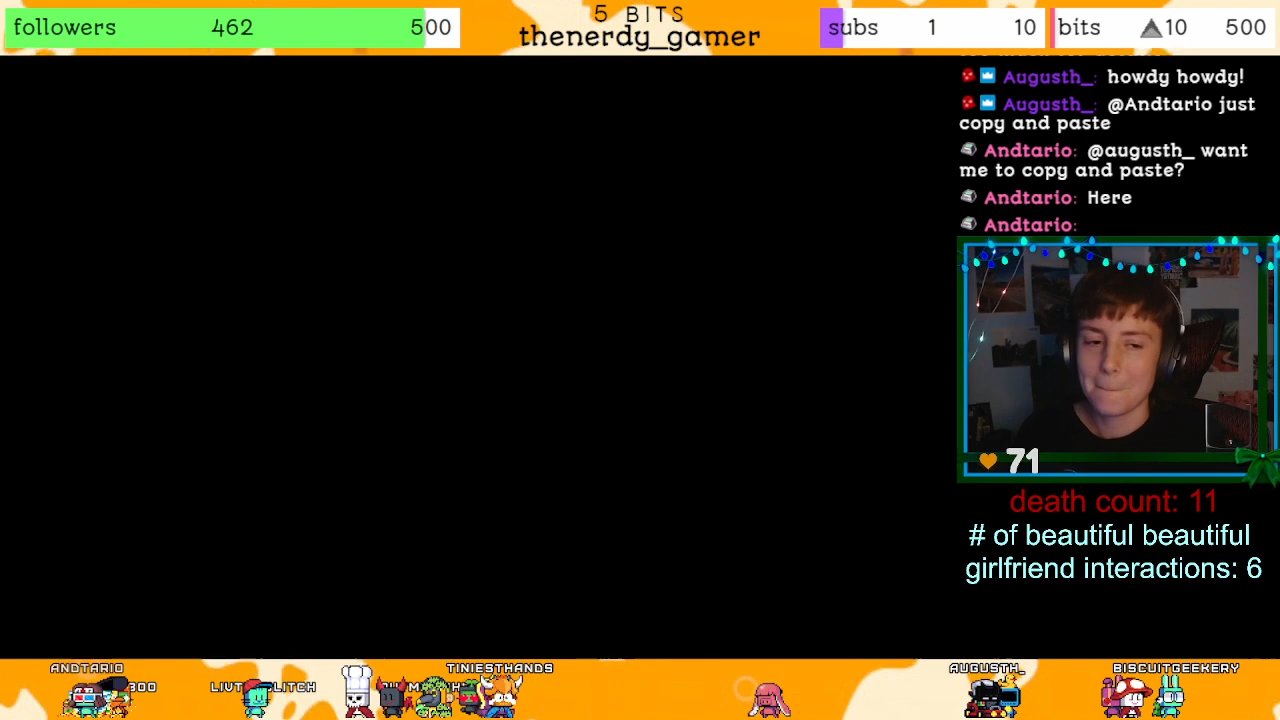 followers 462 500
5 BITS
thenerdy_gamer
subs 1 10
bits 10 500
Augusth_: howdy howdy!
Augusth_: @Andtario just
copy and paste
Andtario: @augusth_ want
me to copy and paste?
Andtario: Here
Andtario:
71
death count: 11
# of beautiful beautiful
girlfriend interactions: 6
ANDTARIO
TINIESTHANDS
AUGUSTH_
BISCUITGEEKERY